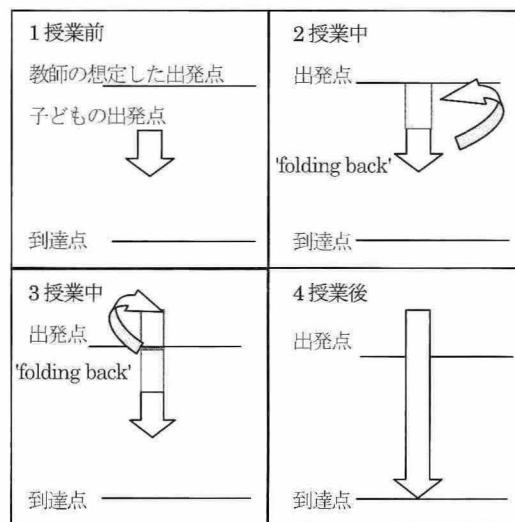 1 授業前
教師の想定した出発点
子どもの出発点
到達点
2 授業中
出発点
'folding back'
到達点
3 授業中
出発点
'folding back'
到達点
4 授業後
出発点
到達点